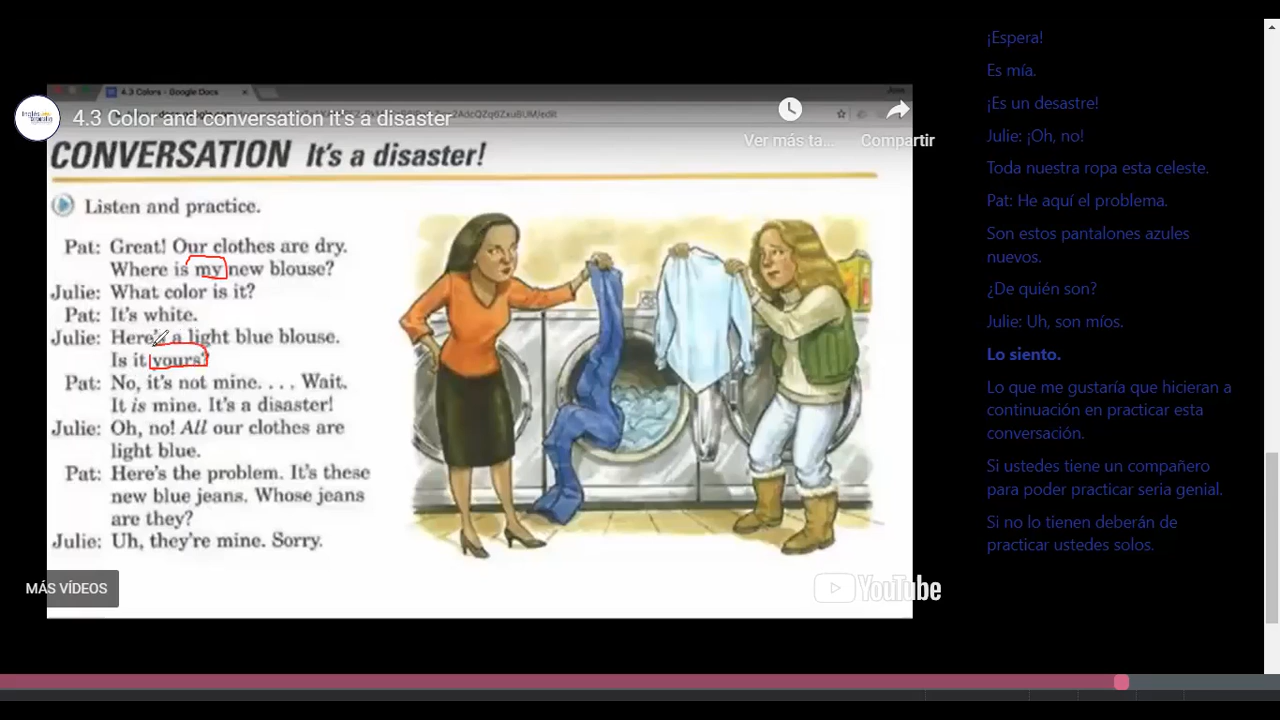 ¡Espera!
Es mía.
¡Es un desastre!
Julie: ¡Oh, no!
Toda nuestra ropa esta celeste.
Pat: He aquí el problema.
Son estos pantalones azules
nuevos.
¿De quién son?
Julie: Uh, son míos.
Lo siento.
Lo que me gustaría que hicieran a
continuación en practicar esta
conversación.
Si ustedes tiene un compañero
para poder practicar seria genial.
Si no lo tienen deberán de
practicar ustedes solos.
4.3 Colors - Google Docs
4.3 Color and conversation it's a disaster
Ver más ta...
Compartir
CONVERSATION It's a disaster!
Listen and practice.
Pat: Great! Our clothes are dry.
Where is my new blouse?
Julie: What color is it?
Pat: It's white.
Julie: Here's a light blue blouse.
Is it yours?
Pat: No, it's not mine. . . . Wait.
It is mine. It's a disaster!
Julie: Oh, no! All our clothes are
light blue.
Pat: Here's the problem. It's these
new blue jeans. Whose jeans
are they?
Julie: Uh, they're mine. Sorry.
MÁS VÍDEOS
YouTube